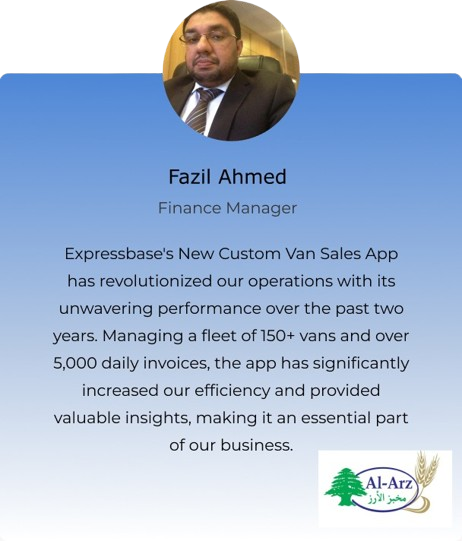 Fazil Ahmed
Finance Manager
Expressbase's New Custom Van Sales App
has revolutionized our operations with its
unwavering performance over the past two
years. Managing a fleet of 150+ vans and over
5,000 daily invoices, the app has significantly
increased our efficiency and provided
valuable insights, making it an essential part
of our business.
Al-Arz
مخبز الأرز